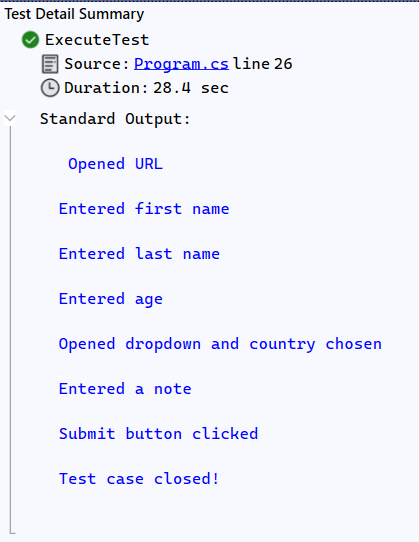 Test Detail Summary
ExecuteTest
Source: Program.cs line 26
Duration: 28.4 sec
Standard Output:
Opened URL
Entered first name
Entered last name
Entered age
Opened dropdown and country chosen
Entered a note
Submit button clicked
Test case closed!